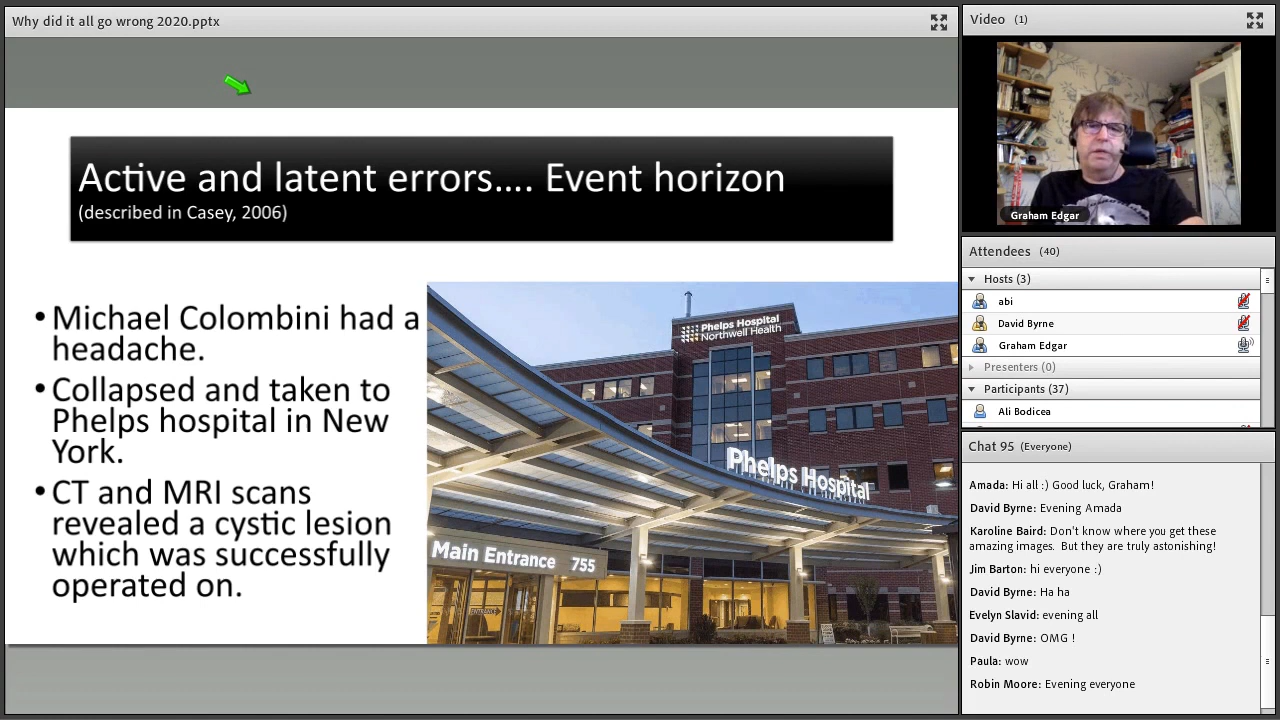 Why did it all go wrong 2020.pptx
Active and latent errors.... Event horizon
(described in Casey, 2006)
• Michael Colombini had a
headache.
• Collapsed and taken to
Phelps hospital in New
York.
• CT and MRI scans
revealed a cystic lesion
which was successfully
operated on.
Phelps Hospital
Northwell Health
Phelps Hospital
Main Entrance 755
ENTRANCE
Video (1)
Graham Edgar
Attendees (40)
Hosts (3)
abi
David Byrne
Graham Edgar
Presenters (0)
Participants (37)
Ali Bodicea
Chat 95 (Everyone)
Amada: Hi all :) Good luck, Graham!
David Byrne: Evening Amada
Karoline Baird: Don't know where you get these
amazing images. But they are truly astonishing!
Jim Barton: hi everyone :)
David Byrne: Ha ha
Evelyn Slavid: evening all
David Byrne: OMG !
Paula: wow
Robin Moore: Evening everyone